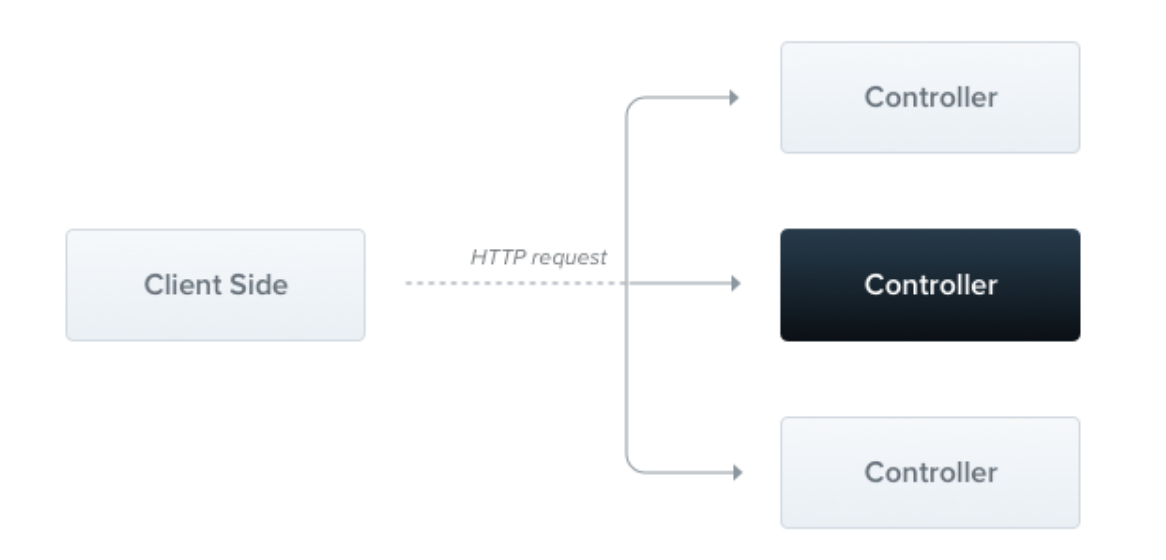 Controller
HTTP request
Client Side
Controller
Controller